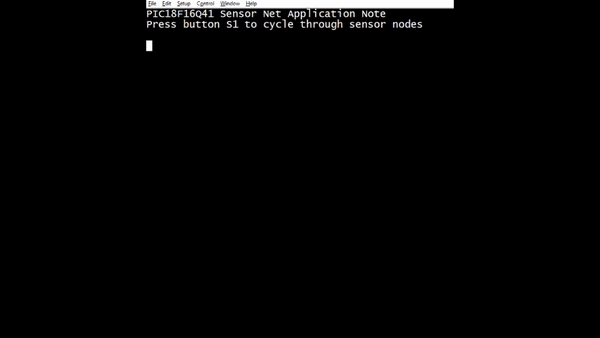 File Edit Setup Control Window Help
PIC18F16Q41 Sensor Net Application Note
Press button S1 to cycle through sensor nodes